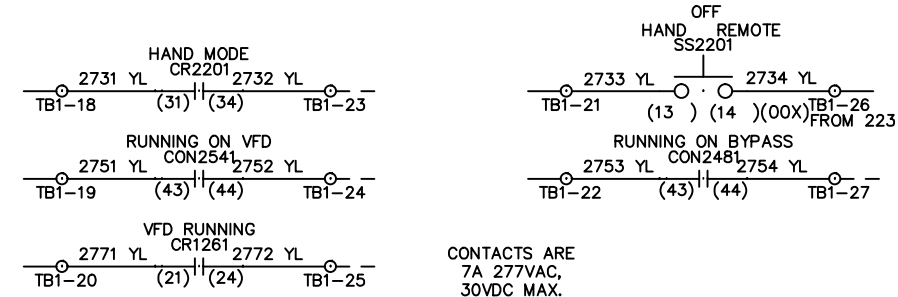 HAND MODE
CR2201
2731 YL
2732 YL
TB1-18
(31)
(34)
TB1-23
RUNNING ON VFD
CON2541
2751 YL
2752 YL
TB1-19
(43)
(44)
TB1-24
VFD RUNNING
CR1261
2771 YL
2772 YL
TB1-20
(21)
(24)
TB1-25
OFF
HAND REMOTE
SS2201
2733 YL
2734 YL
TB1-21
(13 )
(14 )(00X)
TB1-26
FROM 223
RUNNING ON BYPASS
CON2481
2753 YL
2754 YL
TB1-22
(43)
(44)
TB1-27
CONTACTS ARE
7A 277VAC,
30VDC MAX.